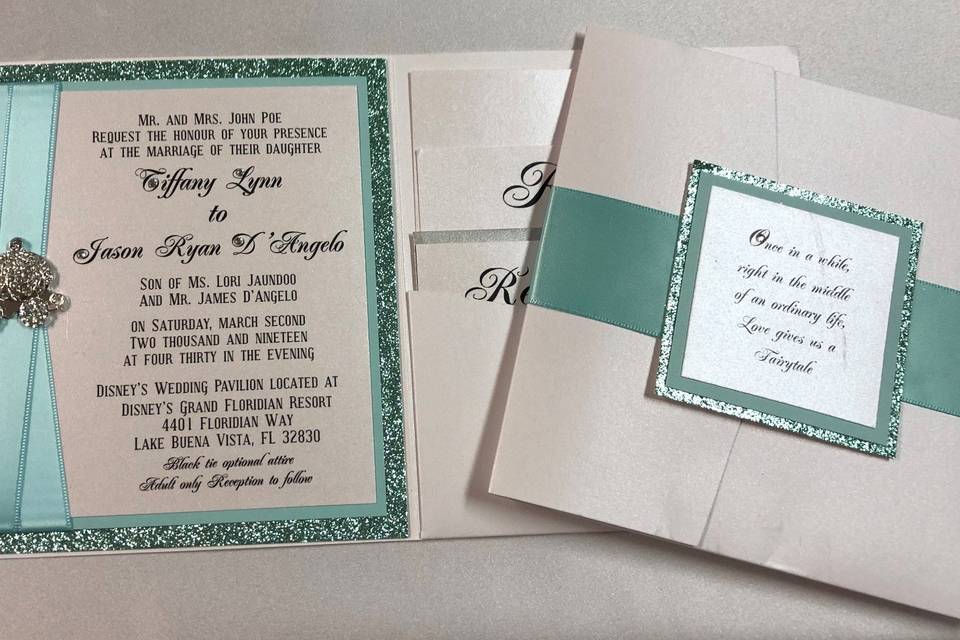 Mr. and Mrs. John Poe
request the honour of your presence
at the marriage of their daughter
Tiffany Lynn
to
Jason Ryan D'Angelo
Son of Ms. Lori Jaundoo
and Mr. James D'Angelo
on Saturday, March second
Two thousand and nineteen
at four thirty in the evening
Disney's Wedding Pavilion located at
Disney's Grand Floridian Resort
4401 Floridian Way
Lake Buena Vista, FL 32830
Black tie optional attire
Adult only Reception to follow
Once in a while,
right in the middle
of an ordinary life,
Love gives us a
Fairytale